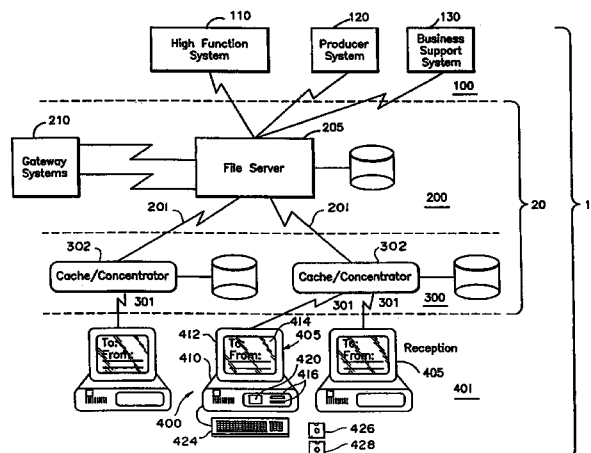 110
120
130
High Function
System
Producer
System
Business
Support
System
100
210
205
Gateway
Systems
File Server
20
1
201
201
200
302
302
Cache/Concentrator
Cache/Concentrator
301
301
301
300
412
414
405
410
To:
From:
To:
From:
To:
From:
Reception
405
420
416
400
401
424
426
428